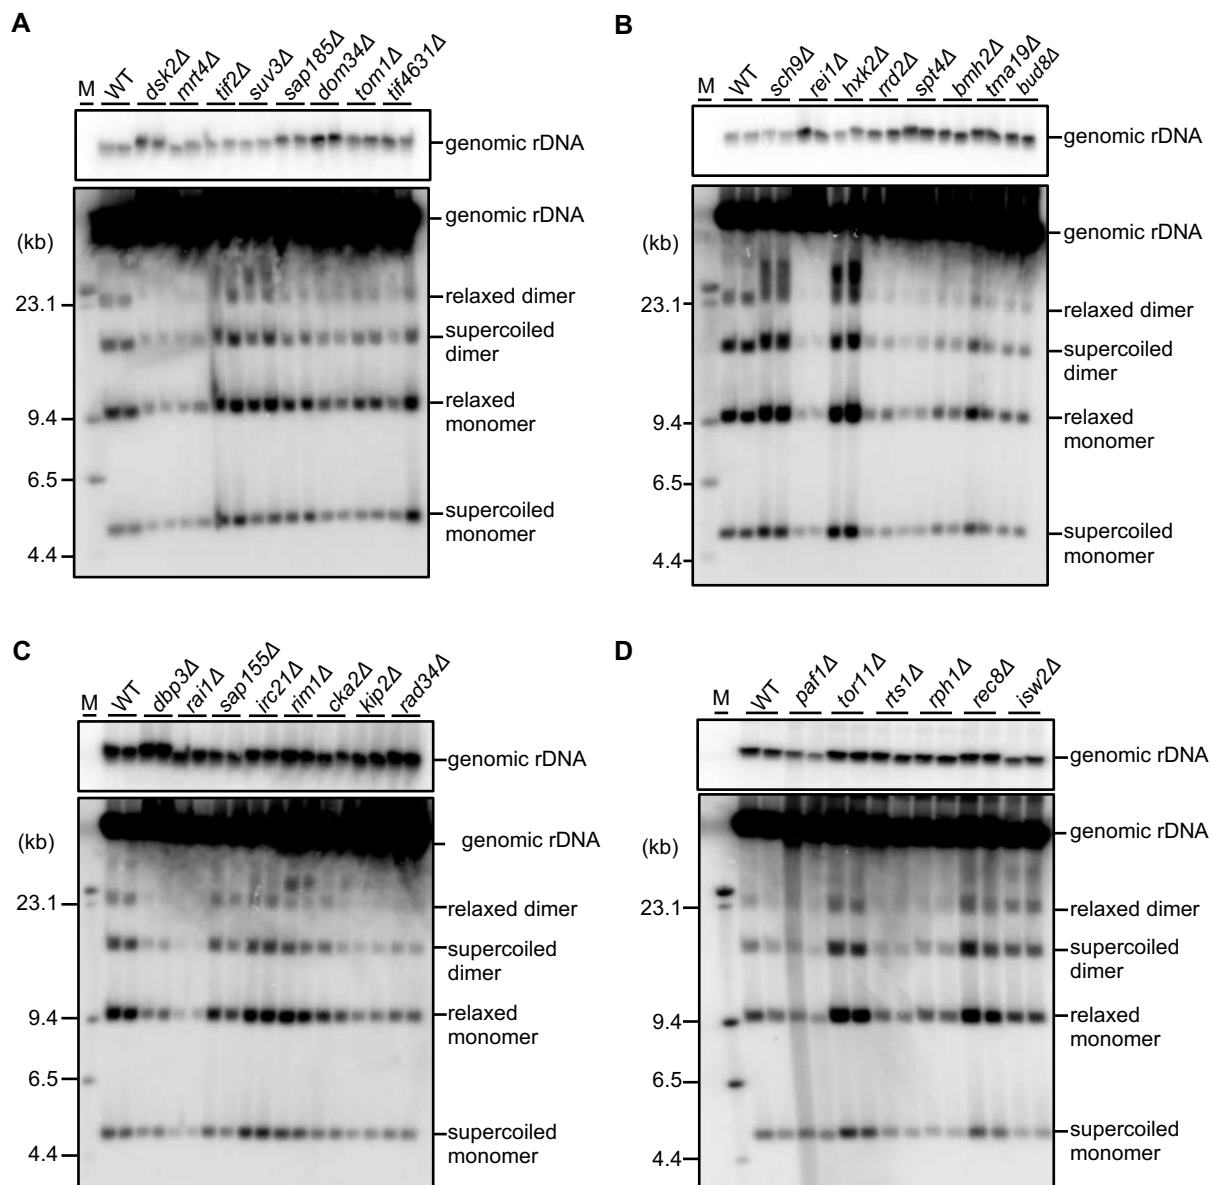 A
M WT dsk2Δ mrt4Δ tif2Δ suv3Δ sap185Δ dom34Δ tom1Δ tif4631Δ
genomic rDNA
genomic rDNA
(kb)
23.1
relaxed dimer
supercoiled
dimer
9.4
relaxed
monomer
6.5
supercoiled
monomer
4.4
B
M WT sch9Δ rei1Δ hxk2Δ rrd2Δ spt4Δ bmh2Δ tma19Δ bud8Δ
genomic rDNA
genomic rDNA
(kb)
23.1
relaxed dimer
supercoiled
dimer
9.4
relaxed
monomer
6.5
supercoiled
monomer
4.4
C
M WT dbp3Δ rai1Δ sap155Δ irc21Δ rim1Δ cka2Δ kip2Δ rad34Δ
genomic rDNA
genomic rDNA
(kb)
23.1
relaxed dimer
supercoiled
dimer
9.4
relaxed
monomer
6.5
supercoiled
monomer
4.4
D
M WT paf1Δ tor11Δ rts1Δ rph1Δ rec8Δ isw2Δ
genomic rDNA
genomic rDNA
(kb)
23.1
relaxed dimer
supercoiled
dimer
9.4
relaxed
monomer
6.5
supercoiled
monomer
4.4